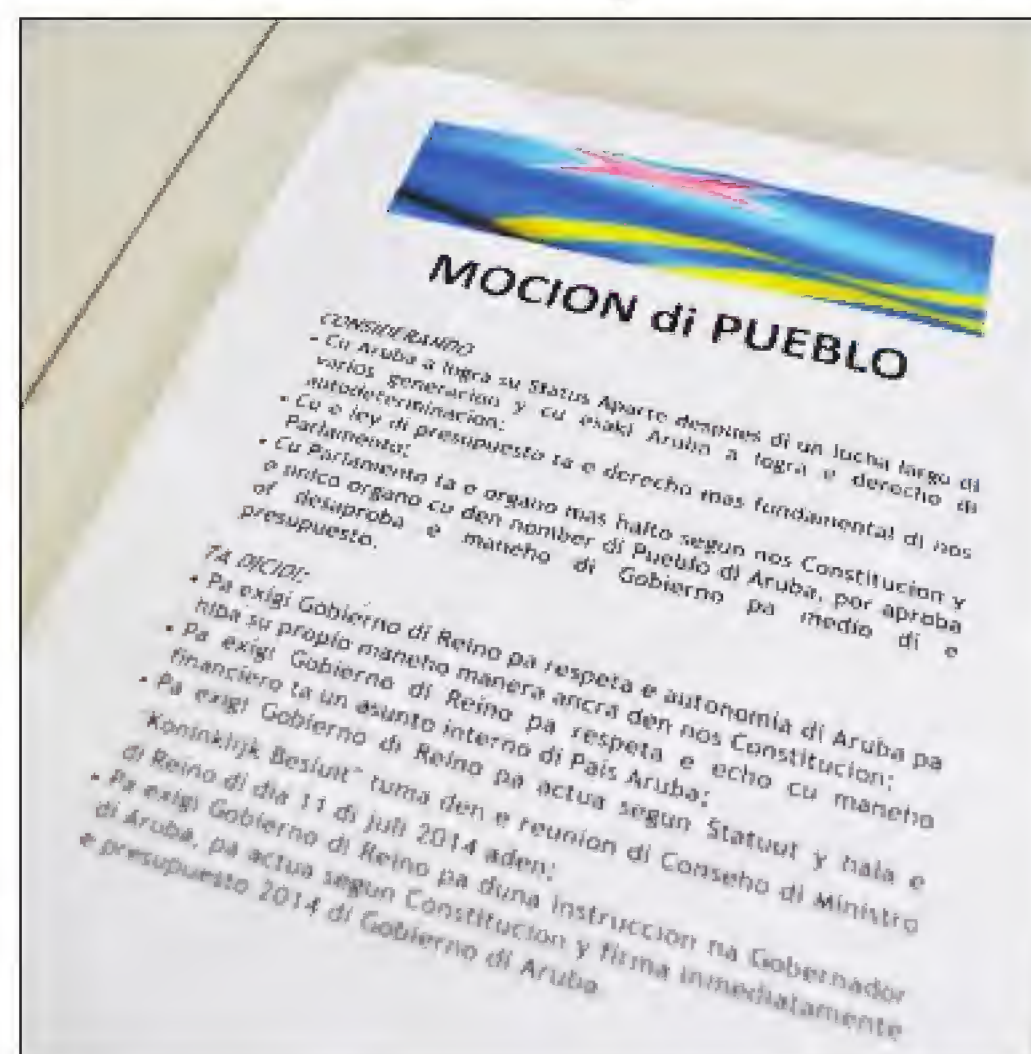 MOCION di PUEBLO
CONSIDERANDO
• Cu Aruba a logra su Status Aparte despues di un lucha largo di
varios generacion y cu esaki Aruba a logra e derecho di
autodeterminacion;
• Cu e ley di presupuesto ta e derecho mas fundamental di nos
Parlamento;
• Cu Parlamento ta e organo mas halto segun nos Constitucion y
e unico organo cu den nomber di Pueblo di Aruba, por aproba
of desaproba e maneho di Gobierno pa medio di e
presupuesto.
TA DICIDI:
• Pa exigi Gobierno di Reino pa respeta e autonomia di Aruba pa
hiba su propio maneho manera ancra den nos Constitucion;
• Pa exigi Gobierno di Reino pa respeta e echo cu maneho
financiero ta un asunto interno di Pais Aruba;
• Pa exigi Gobierno di Reino pa actua segun Statuut y hala e
"Koninklijk Besluit" tuma den e reunion di Conseho di Ministro
di Reino di dia 11 di juli 2014 aden;
• Pa exigi Gobierno di Reino pa duna instruccion na Gobernador
di Aruba, pa actua segun Constitucion y firma inmediatamente
e presupuesto 2014 di Gobierno di Aruba